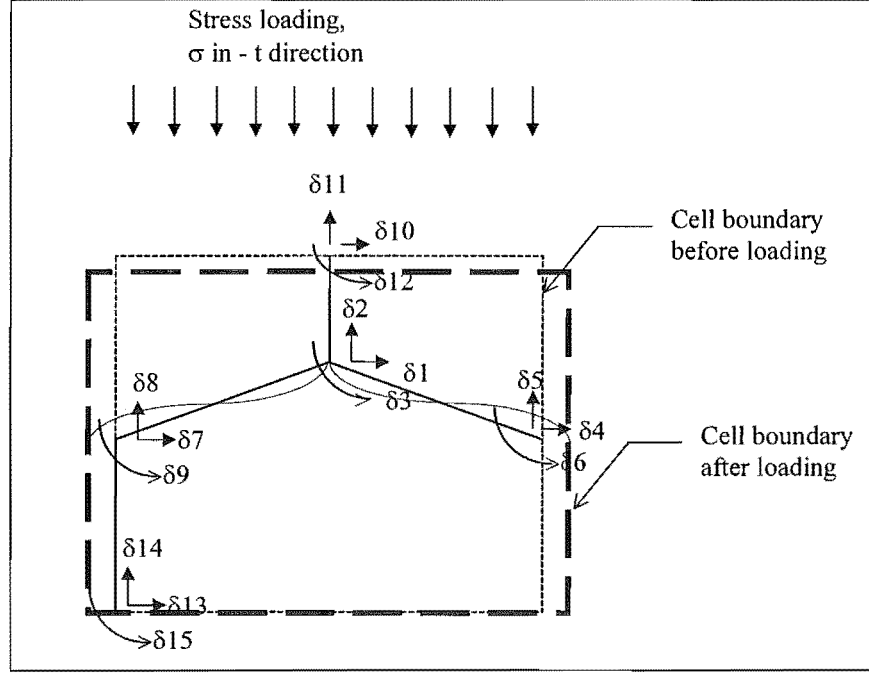 Stress loading,
σ in - t direction
δ11
δ10
Cell boundary
before loading
δ12
δ2
δ1
δ8
δ3
δ5
δ7
δ4
Cell boundary
after loading
δ9
δ6
δ14
δ13
δ15